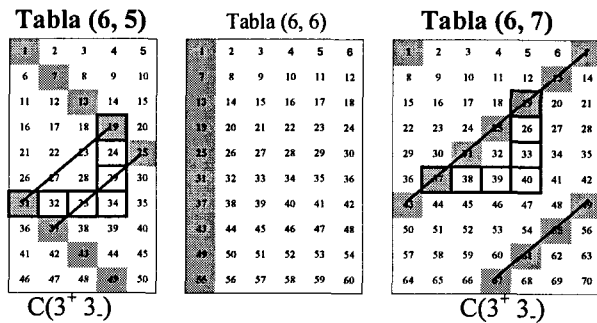 Tabla (6, 5)
1 2 3 4 5
6 7 8 9 10
11 12 13 14 15
16 17 18 19 20
21 22 23 24 25
26 27 28 29 30
31 32 33 34 35
36 37 38 39 40
41 42 43 44 45
46 47 48 49 50
C(3⁺ 3₋)
Tabla (6, 6)
1 2 3 4 5 6
7 8 9 10 11 12
13 14 15 16 17 18
19 20 21 22 23 24
25 26 27 28 29 30
31 32 33 34 35 36
37 38 39 40 41 42
43 44 45 46 47 48
49 50 51 52 53 54
56 57 58 59 60
Tabla (6, 7)
1 2 3 4 5 6
8 9 10 11 12 13 14
15 16 17 18 19 20 21
22 23 24 25 26 27 28
29 30 31 32 33 34 35
36 37 38 39 40 41 42
43 44 45 46 47 48 49
50 51 52 53 54 55 56
57 58 59 60 61 62 63
64 65 66 67 68 69 70
C(3⁺ 3₋)